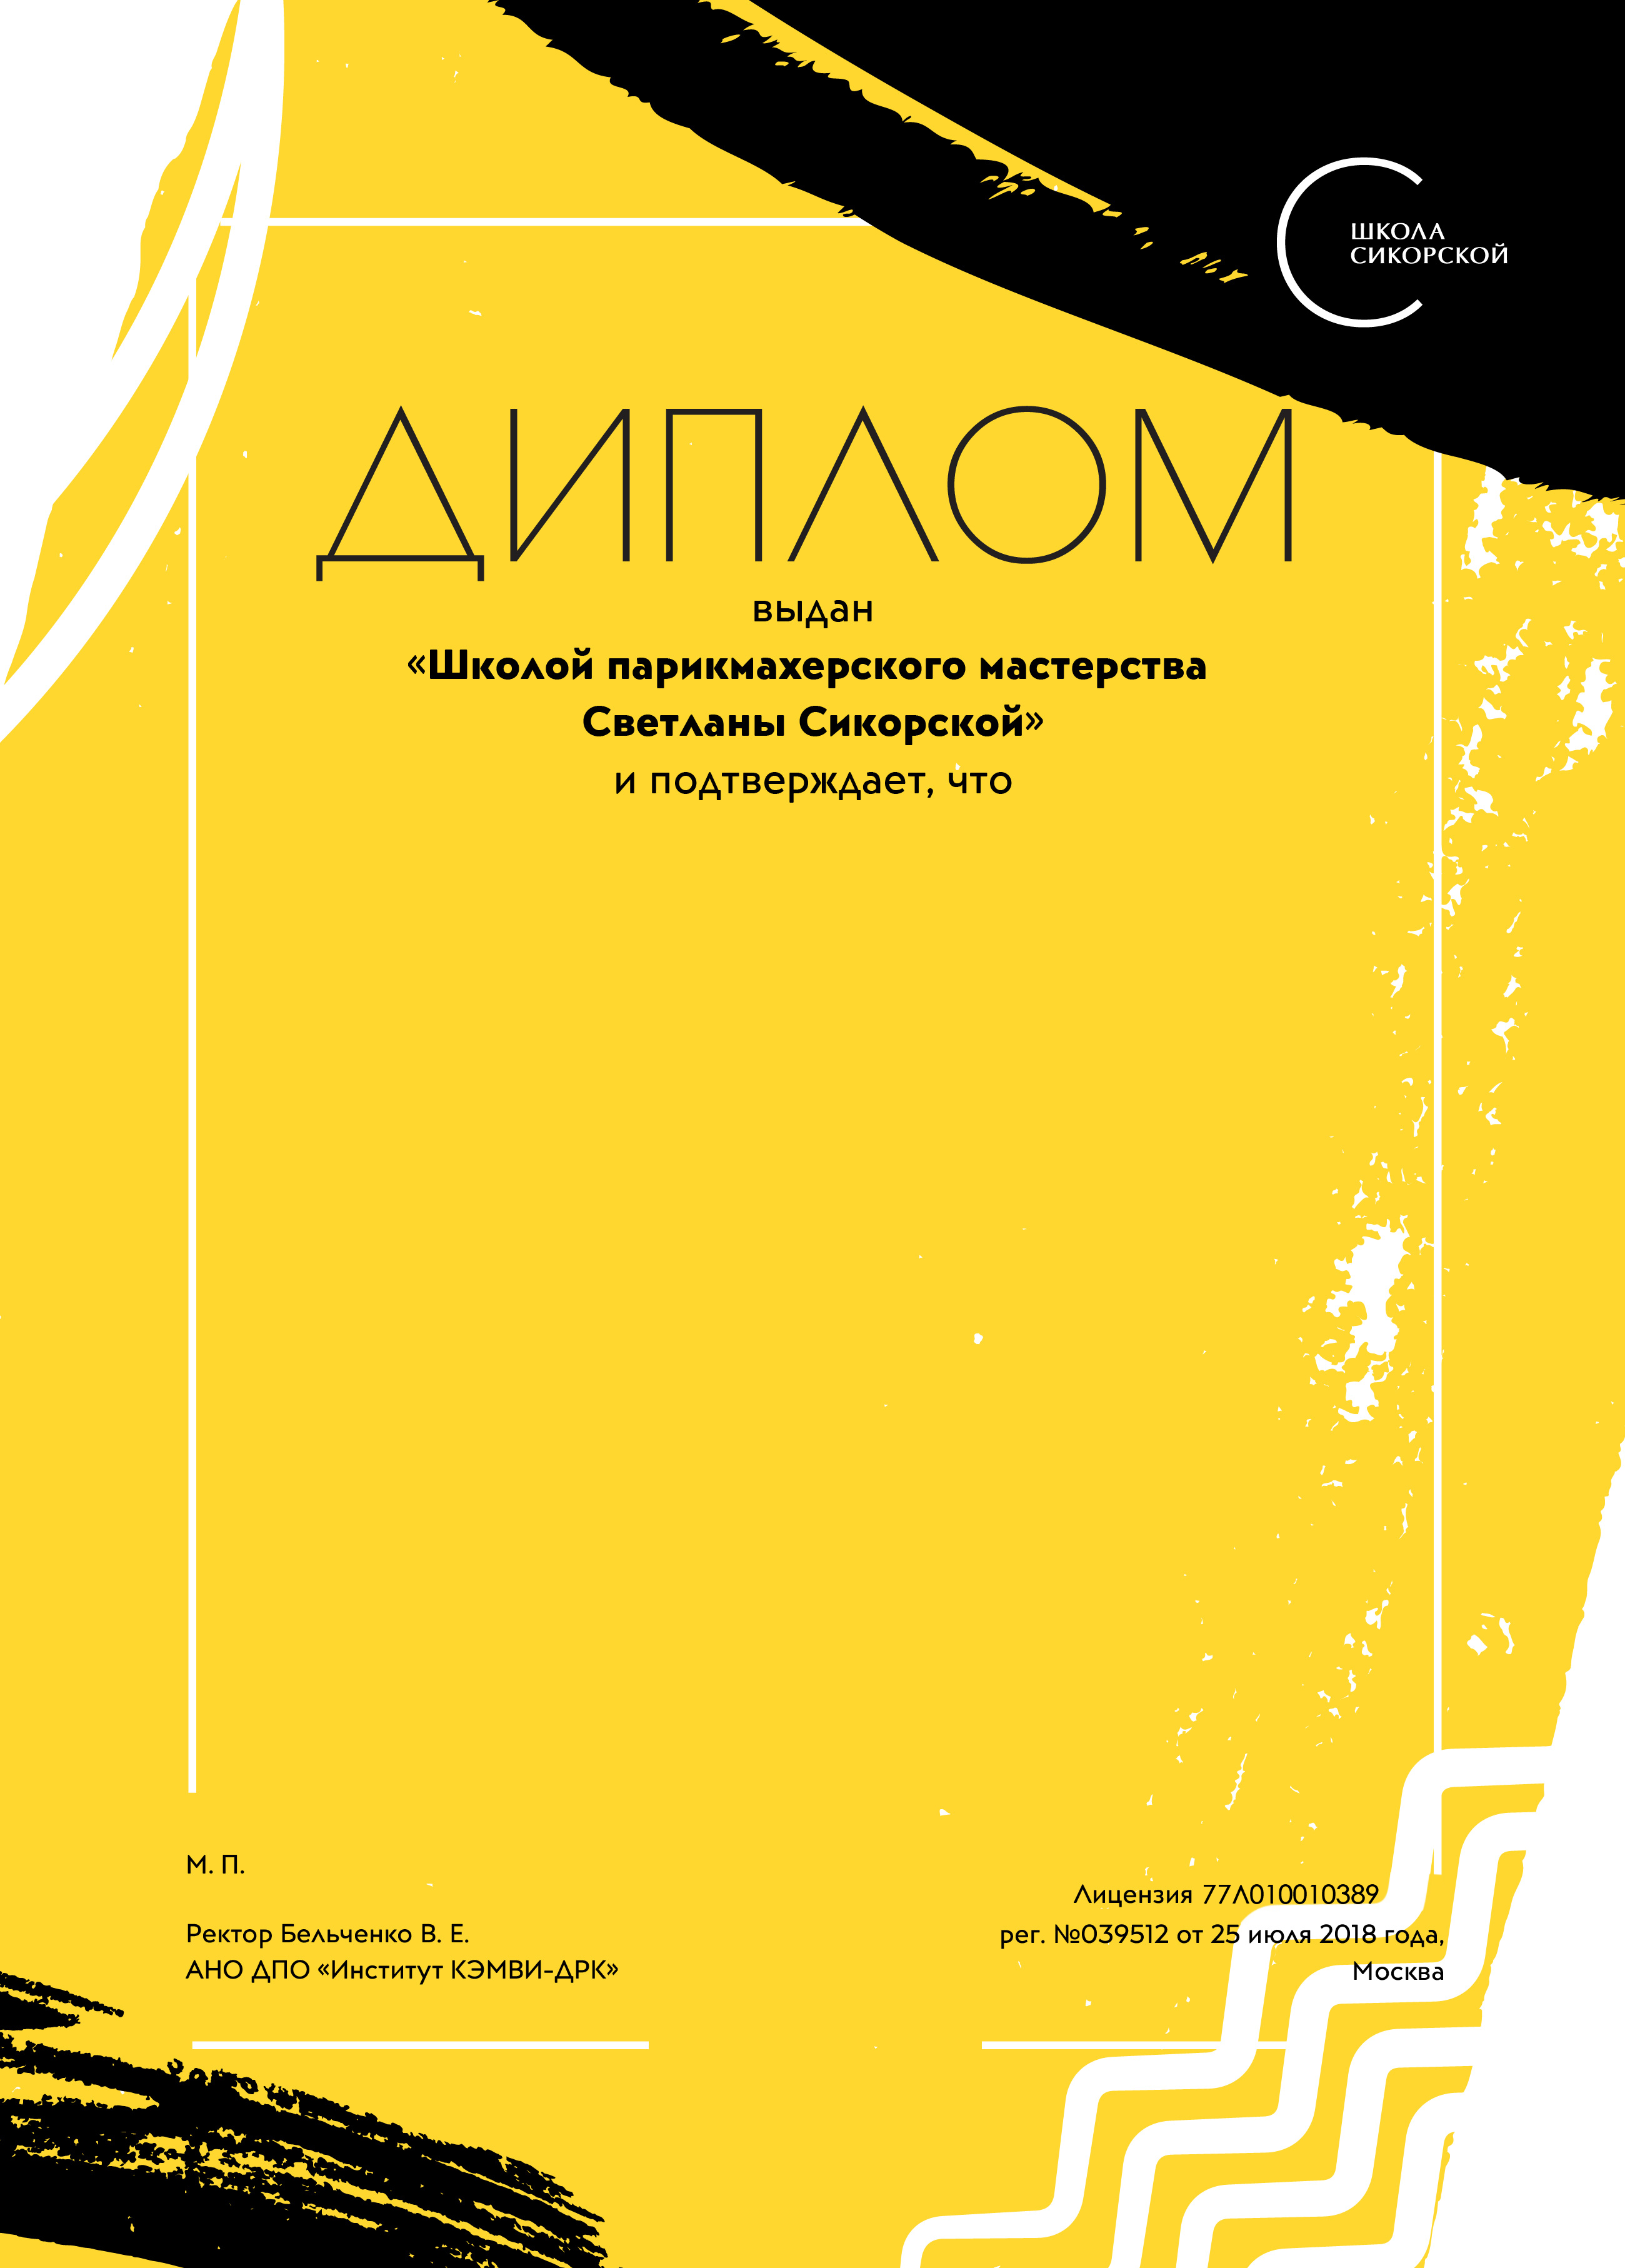 ШКОЛА
СИКОРСКОЙ
ДИПЛОМ
выдан
«Школой парикмахерского мастерства
Светланы Сикорской»
и подтверждает, что
М. П.
Ректор Бельченко В. Е.
АНО ДПО «Институт КЭМВИ-ДРК»
Лицензия 77Л010010389
рег. №039512 от 25 июля 2018 года,
Москва